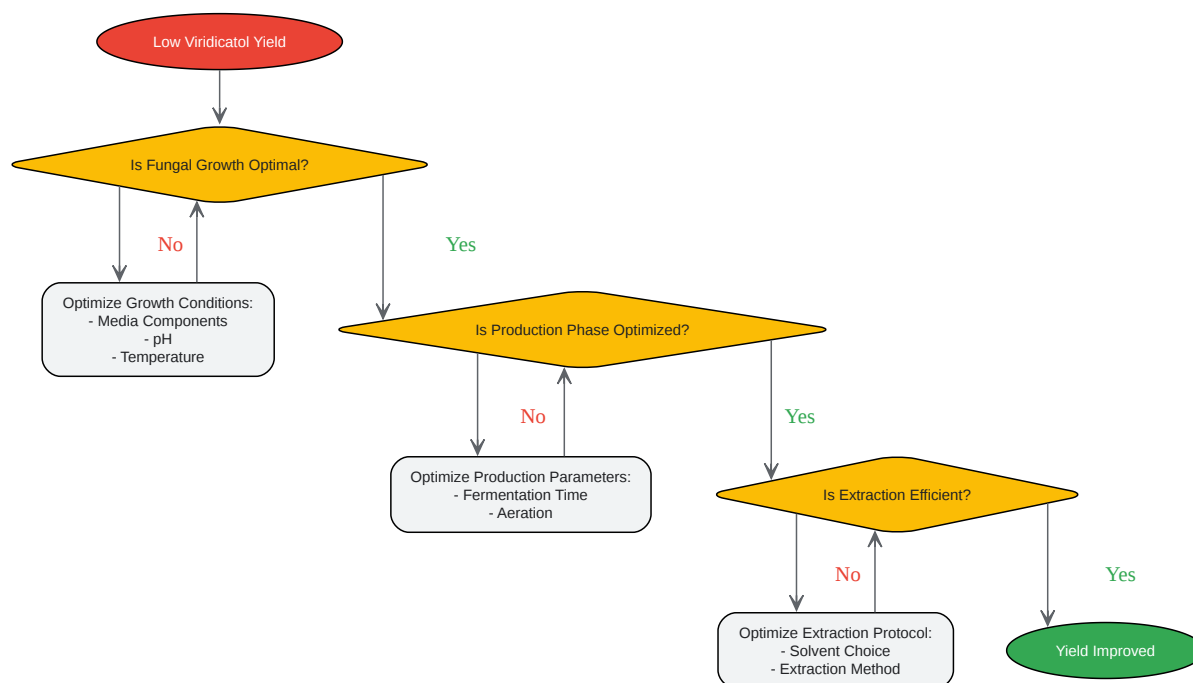 Low Viridicatol Yield
Is Fungal Growth Optimal?
No
Yes
Optimize Growth Conditions:
- Media Components
- pH
- Temperature
Is Production Phase Optimized?
No
Yes
Optimize Production Parameters:
- Fermentation Time
- Aeration
Is Extraction Efficient?
No
Yes
Optimize Extraction Protocol:
- Solvent Choice
- Extraction Method
Yield Improved